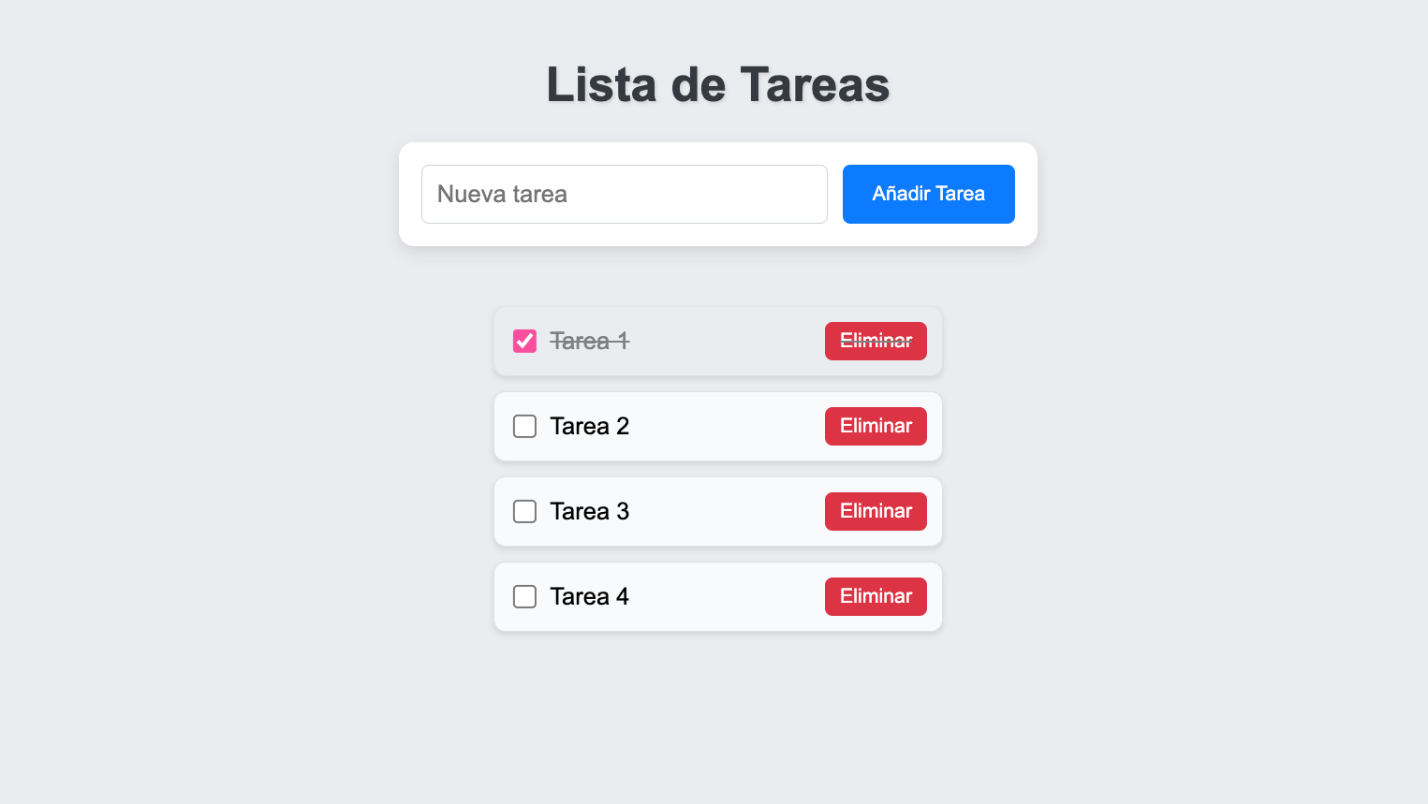 Lista de Tareas
Nueva tarea
Añadir Tarea
Tarea 1
Eliminar
Tarea 2
Eliminar
Tarea 3
Eliminar
Tarea 4
Eliminar